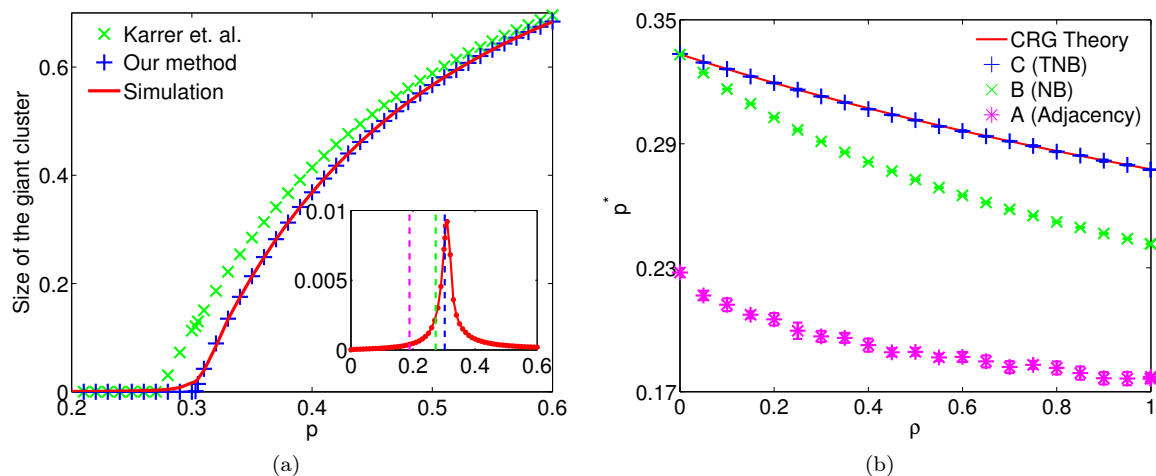 Size of the giant cluster
0.6
0.4
0.2
0
0.2
0.3
0.4
0.5
0.6
p
Karrer et. al.
Our method
Simulation
0.01
0.005
0
0
0.2
0.4
0.6
(a)
p*
0.35
0.29
0.23
0.17
0
0.2
0.4
0.6
0.8
1
ρ
CRG Theory
C (TNB)
B (NB)
A (Adjacency)
(b)